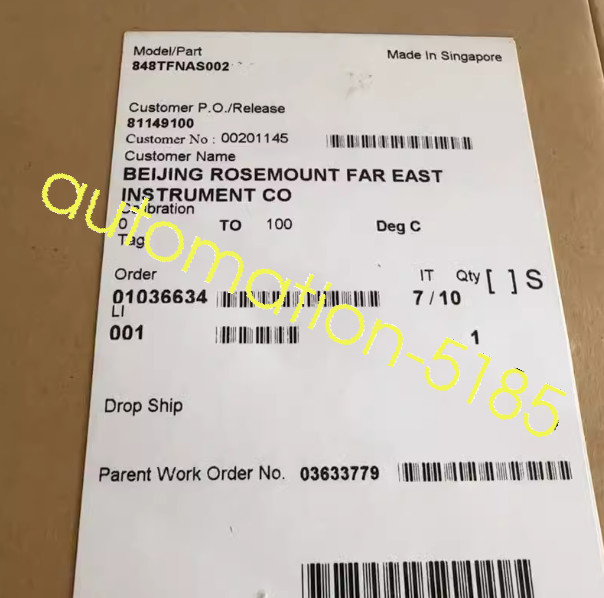 Model/Part
848TFNAS002
Made In Singapore
Customer P.O./Release
81149100
Customer No : 00201145
Customer Name
BEIJING ROSEMOUNT FAR EAST
INSTRUMENT CO
Calibration
0 TO 100 Deg C
Tag
Order IT Qty [ ] S
01036634 7 / 10
LI
001 1
Drop Ship
Parent Work Order No. 03633779
automation-5185